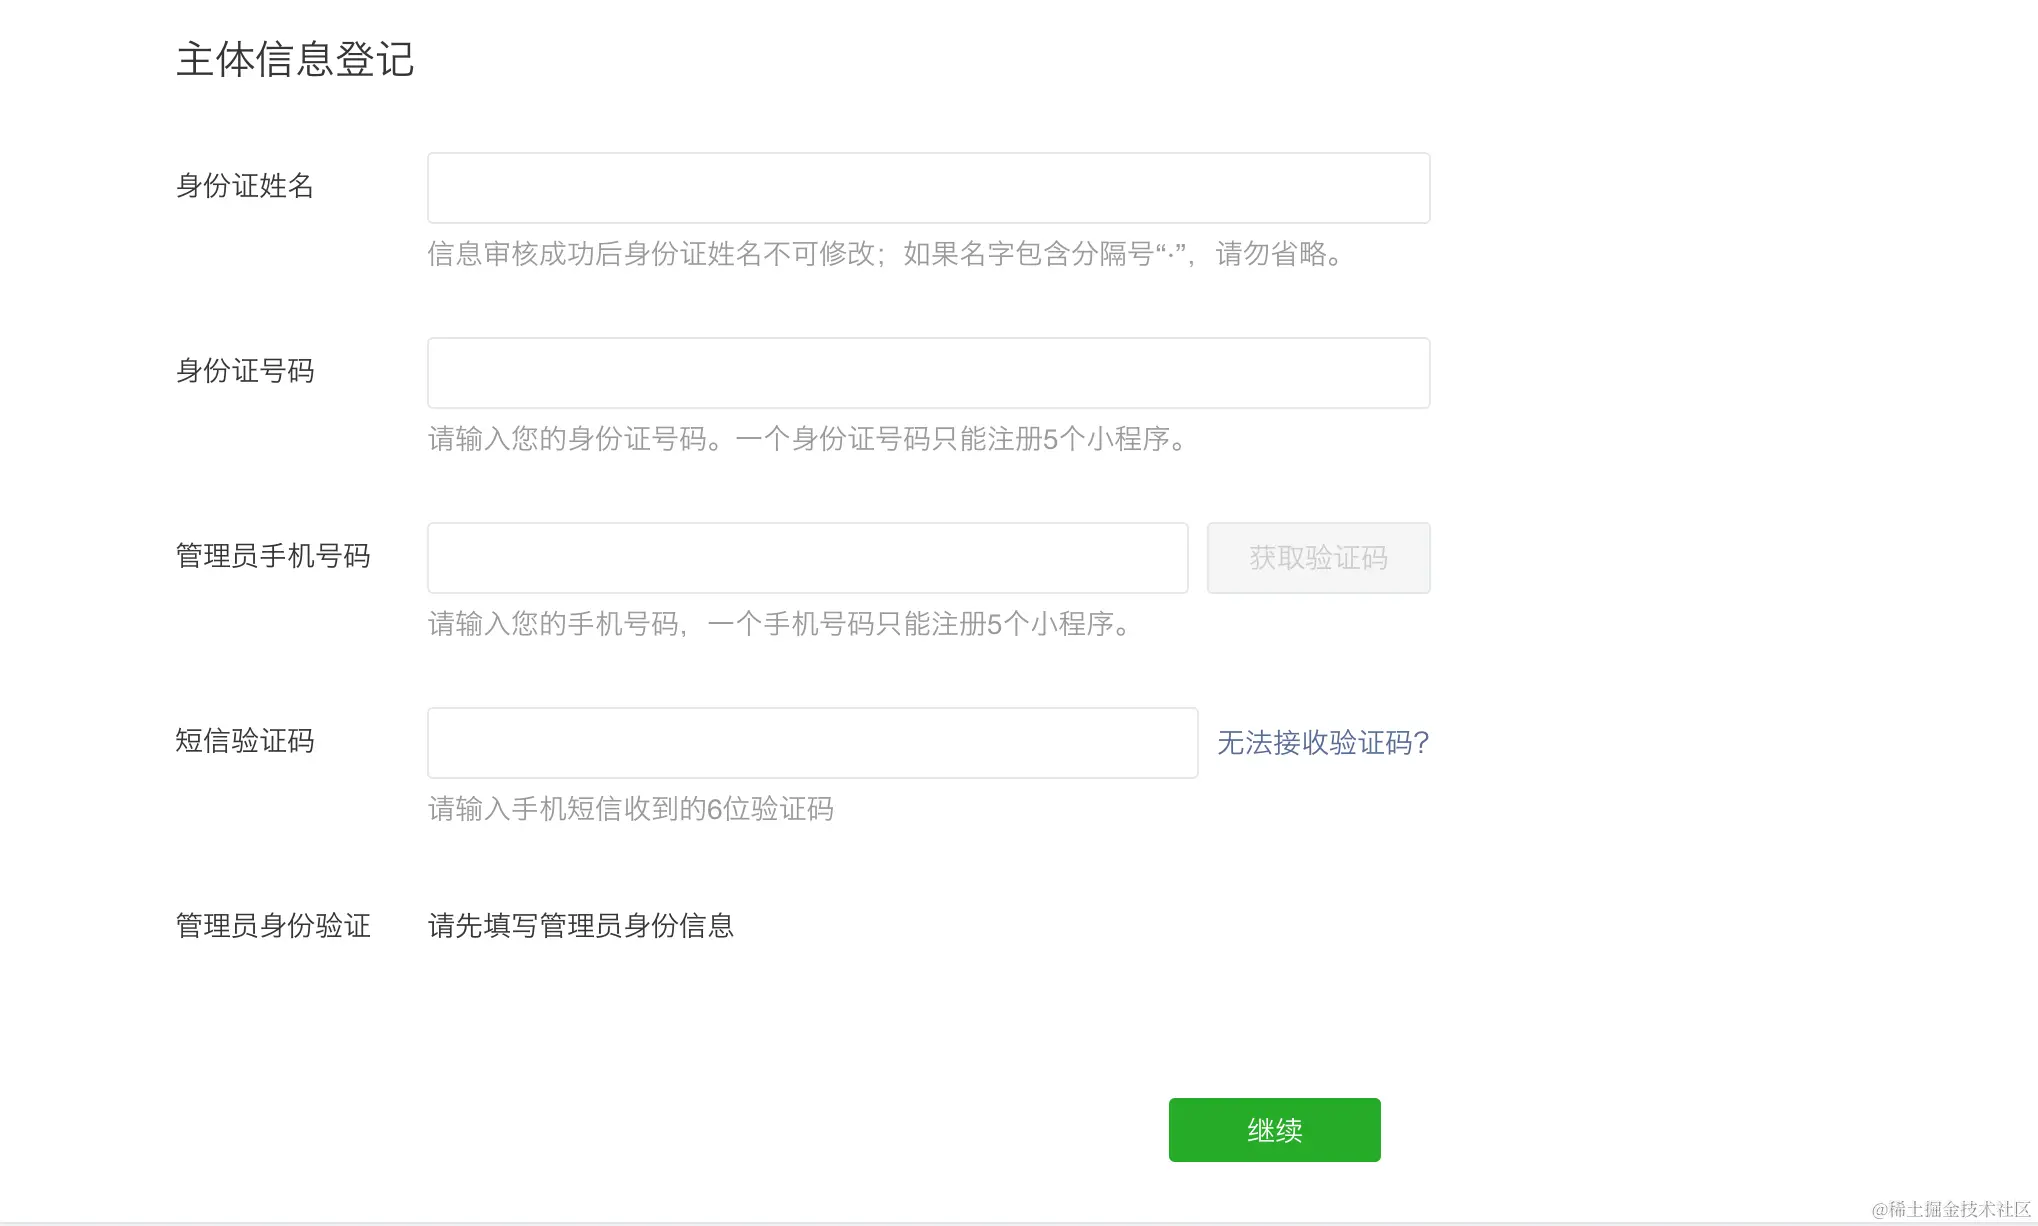 主体信息登记
身份证姓名
信息审核成功后身份证姓名不可修改；如果名字包含分隔号“·”，请勿省略。
身份证号码
请输入您的身份证号码。一个身份证号码只能注册5个小程序。
管理员手机号码
获取验证码
请输入您的手机号码，一个手机号码只能注册5个小程序。
短信验证码
无法接收验证码?
请输入手机短信收到的6位验证码
管理员身份验证 请先填写管理员身份信息
继续
@稀土掘金技术社区